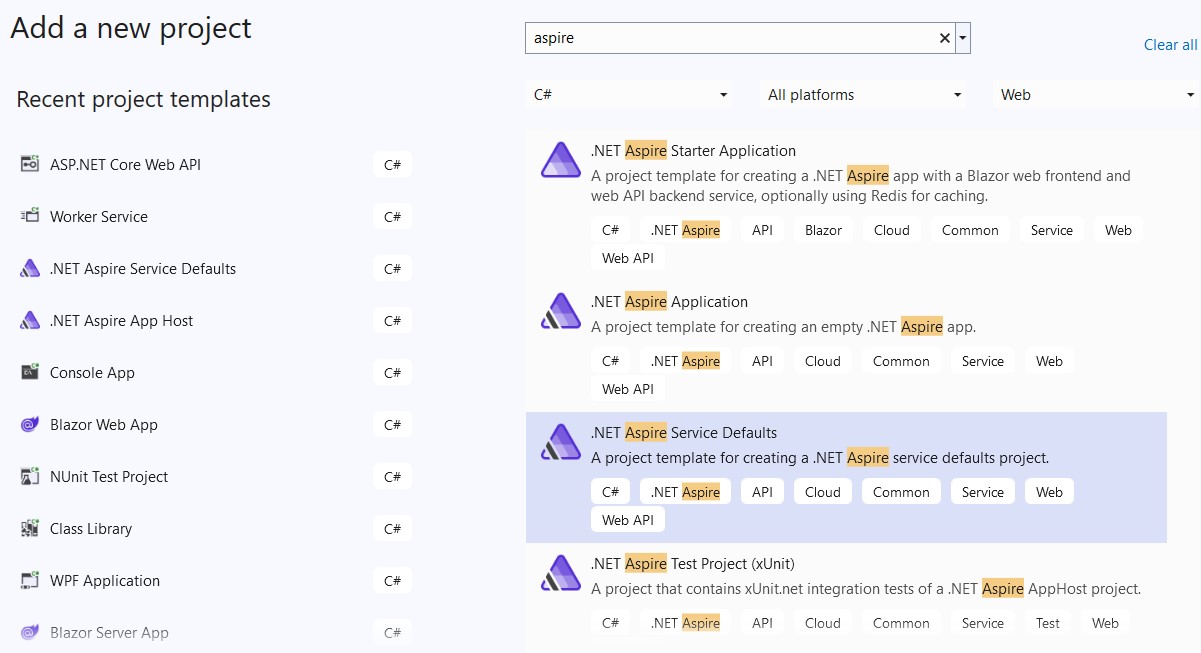 Add a new project
aspire
Clear all
Recent project templates
C#
All platforms
Web
ASP.NET Core Web API
C#
Worker Service
C#
.NET Aspire Service Defaults
C#
.NET Aspire App Host
C#
Console App
C#
Blazor Web App
C#
NUnit Test Project
C#
Class Library
C#
WPF Application
C#
Blazor Server App
C#
.NET Aspire Starter Application
A project template for creating a .NET Aspire app with a Blazor web frontend and
web API backend service, optionally using Redis for caching.
C# .NET Aspire API Blazor Cloud Common Service Web
Web API
.NET Aspire Application
A project template for creating an empty .NET Aspire app.
C# .NET Aspire API Cloud Common Service Web
Web API
.NET Aspire Service Defaults
A project template for creating a .NET Aspire service defaults project.
C# .NET Aspire API Cloud Common Service Web
Web API
.NET Aspire Test Project (xUnit)
A project that contains xUnit.net integration tests of a .NET Aspire AppHost project.
C# .NET Aspire API Cloud Common Service Test Web